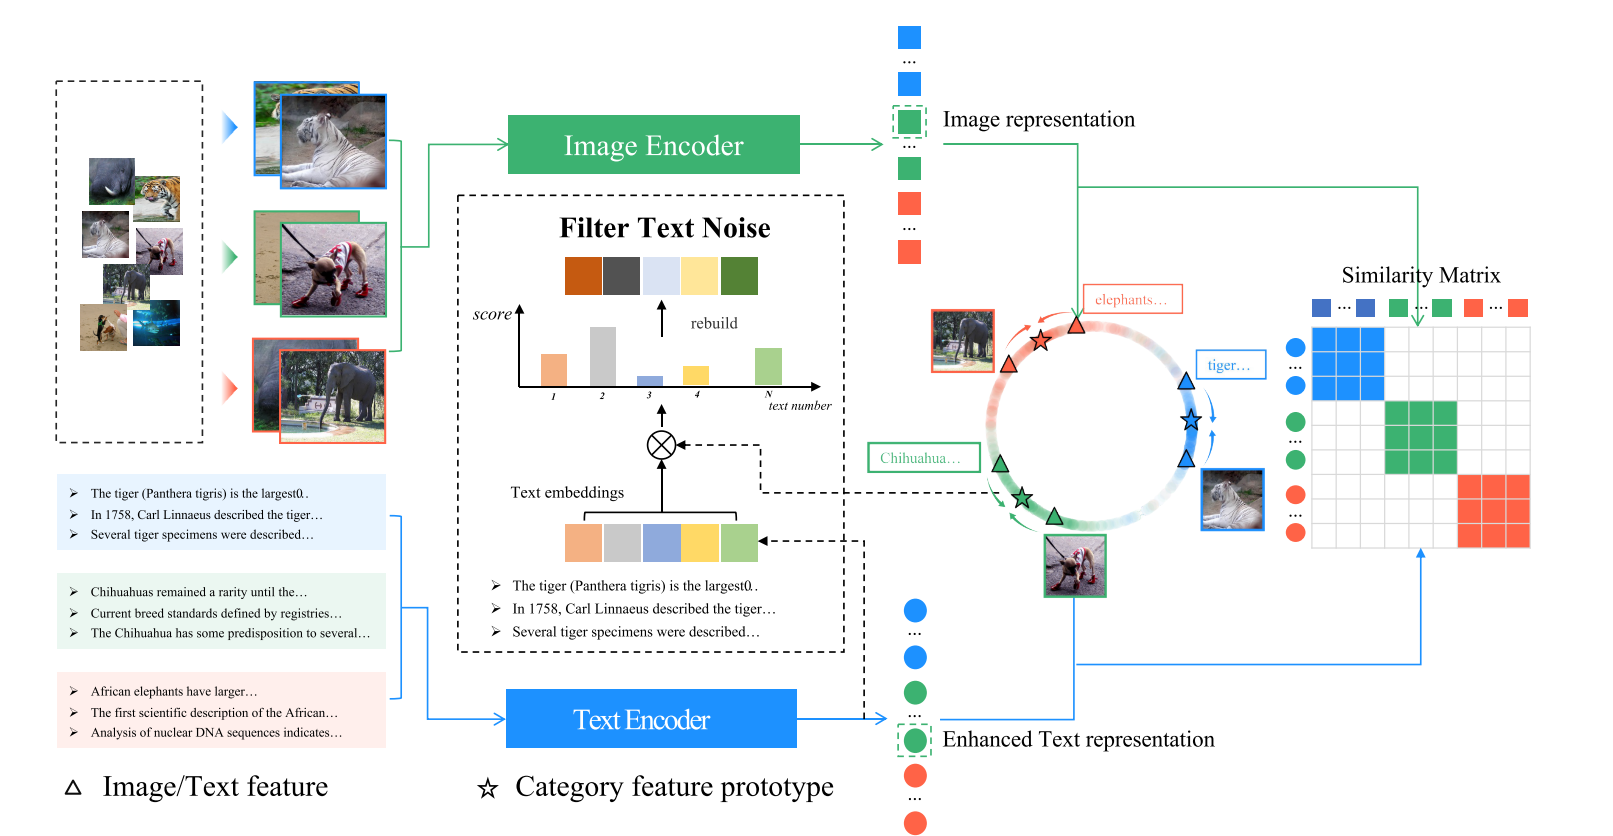 Image Encoder
Image representation
Filter Text Noise
score
rebuild
1 2 3 4 N
text number
Text embeddings
The tiger (Panthera tigris) is the largest0..
In 1758, Carl Linnaeus described the tiger…
Several tiger specimens were described…
Similarity Matrix
elephants…
tiger…
Chihuahua…
The tiger (Panthera tigris) is the largest0..
In 1758, Carl Linnaeus described the tiger…
Several tiger specimens were described…
Chihuahuas remained a rarity until the…
Current breed standards defined by registries…
The Chihuahua has some predisposition to several…
African elephants have larger…
The first scientific description of the African…
Analysis of nuclear DNA sequences indicates…
Text Encoder
Enhanced Text representation
Image/Text feature
Category feature prototype